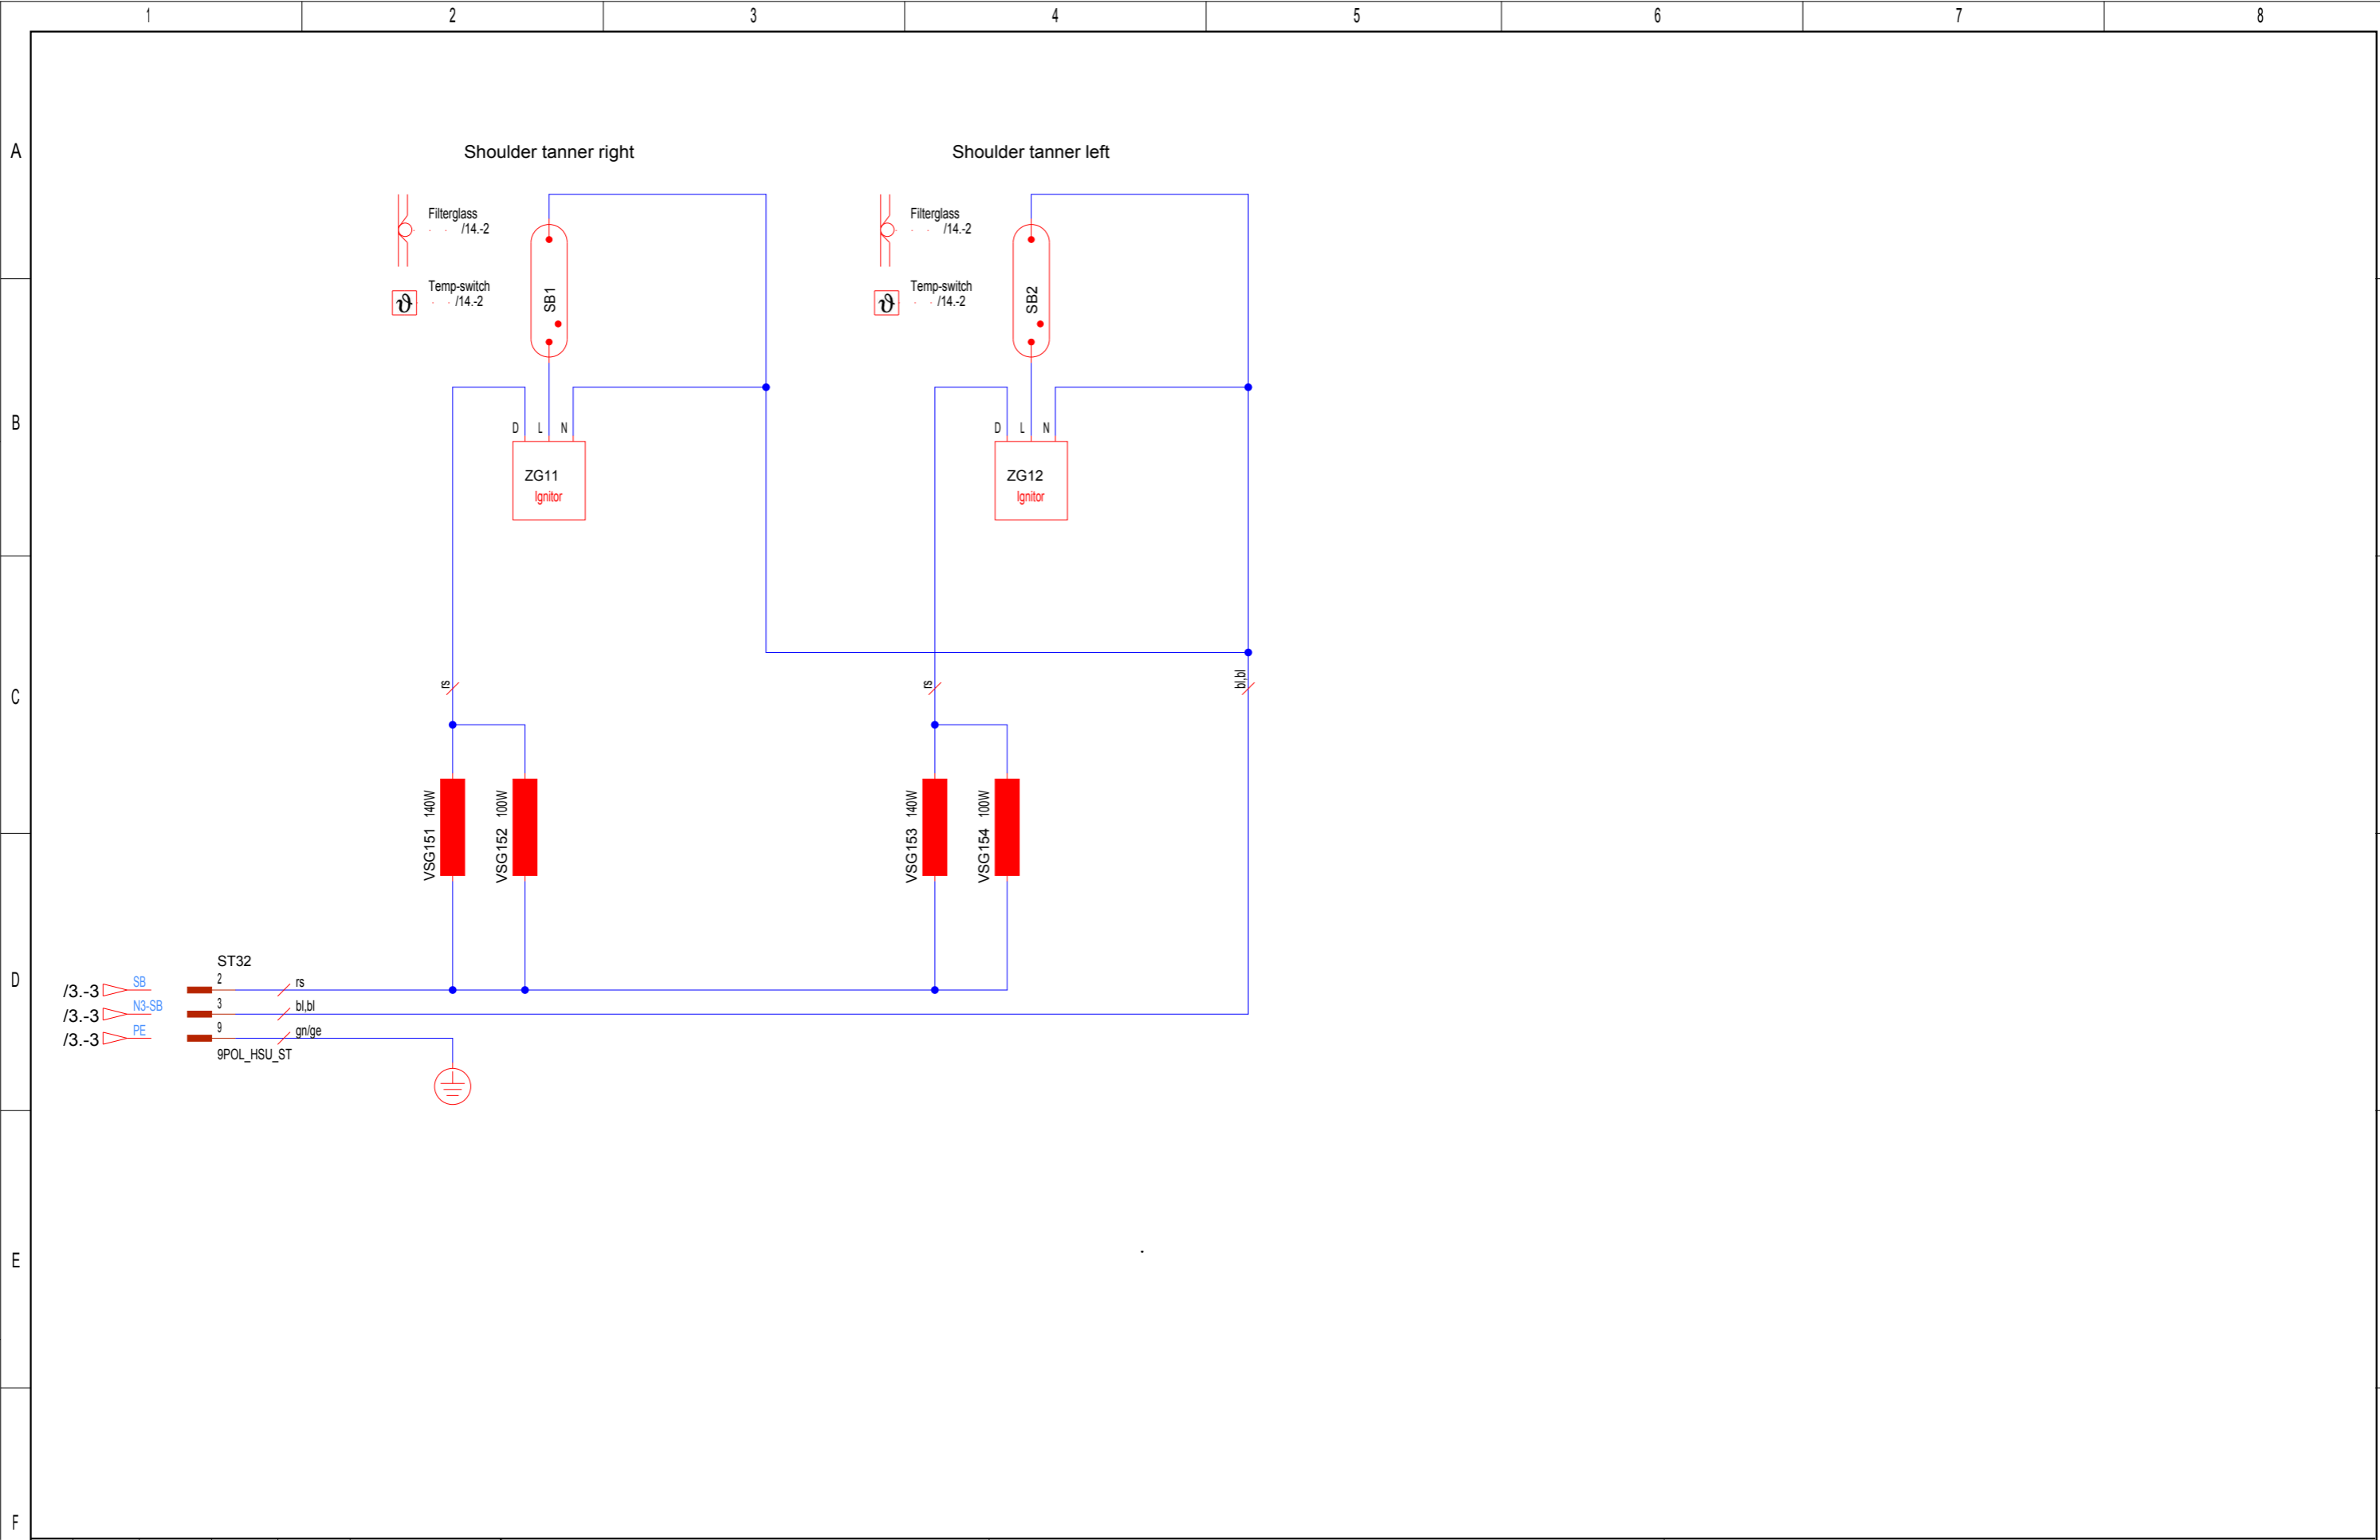 1 2 3 4 5 6 7 8
A
Shoulder tanner right
Shoulder tanner left
Filterglass
/14.-2
Filterglass
/14.-2
Temp-switch
/14.-2
SB1
Temp-switch
/14.-2
SB2
B
D L N
D L N
ZG11
Ignitor
ZG12
Ignitor
C
rs
rs
bl,bl
VSG151 140W
VSG152 100W
VSG153 140W
VSG154 100W
D
ST32
/3.-3 SB 2 rs
/3.-3 N3-SB 3 bl,bl
/3.-3 PE 9 gn/ge
9POL_HSU_ST
E
F